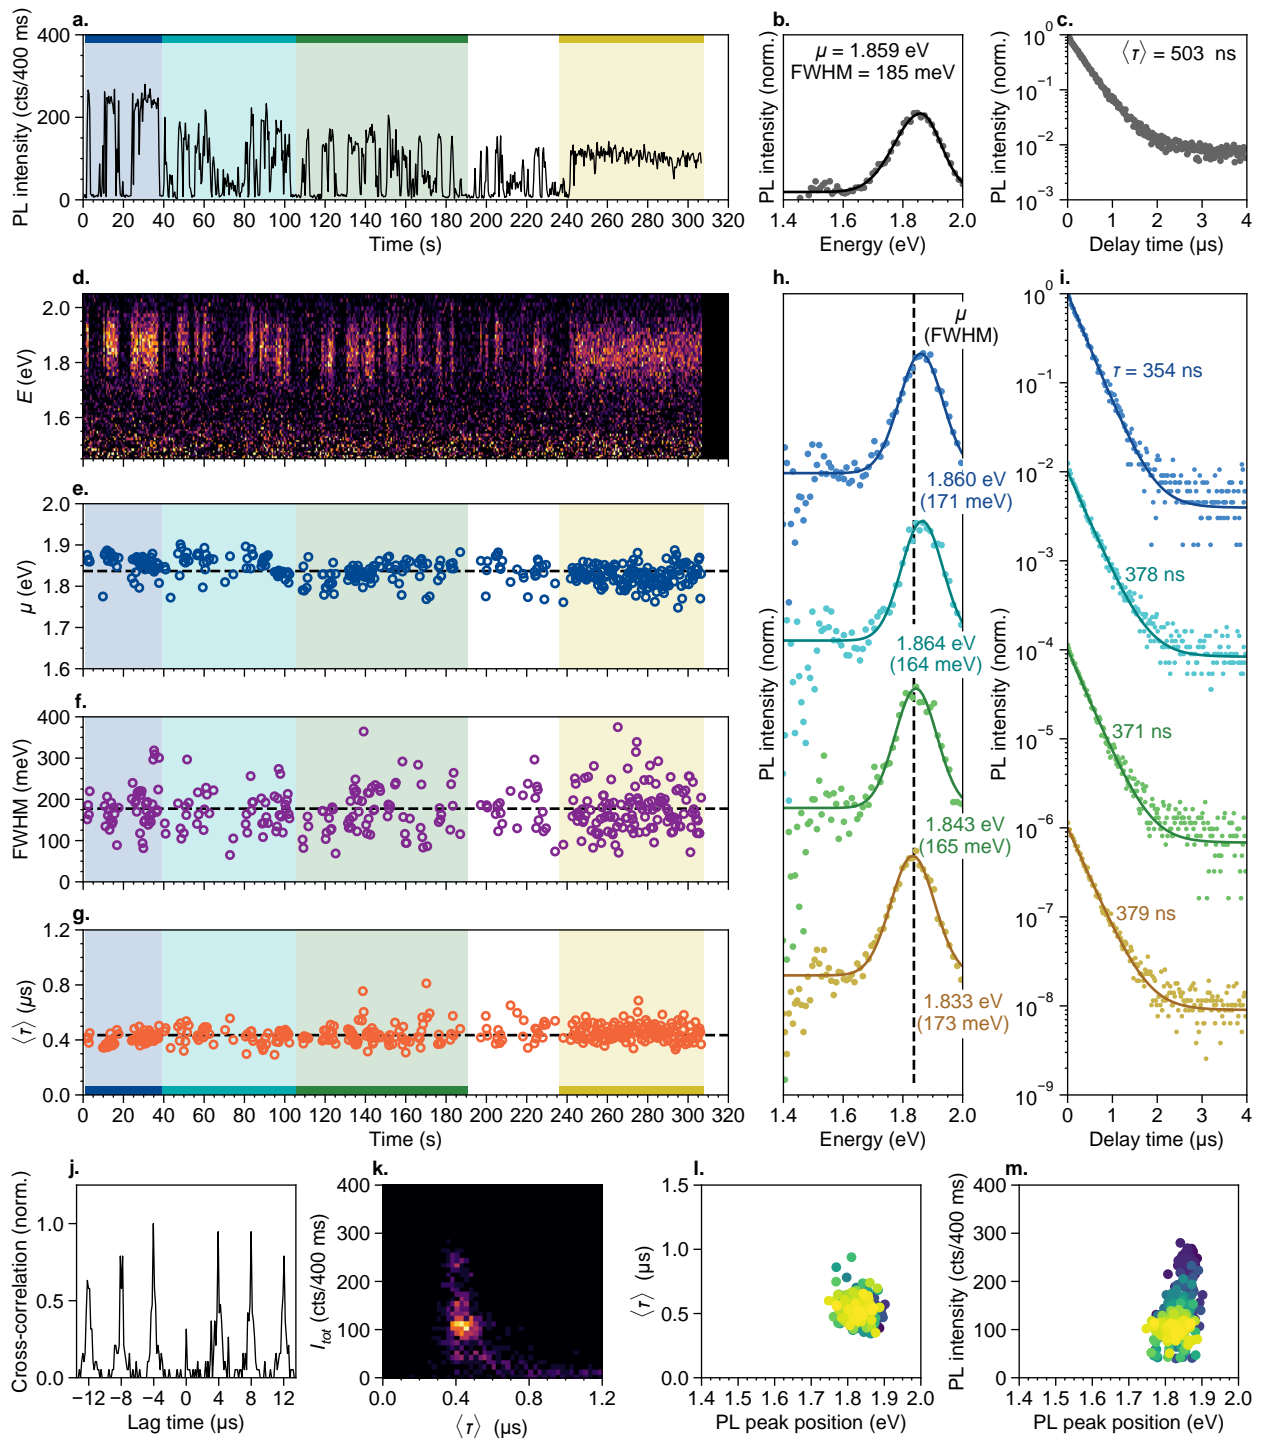 a.
PL intensity (cts/400 ms)
400
200
0
0 20 40 60 80 100 120 140 160 180 200 220 240 260 280 300 320
Time (s)
b.
PL intensity (norm.)
μ = 1.859 eV
FWHM = 185 meV
1.4 1.6 1.8 2.0
Energy (eV)
c.
PL intensity (norm.)
⟨τ⟩ = 503 ns
10⁰
10⁻¹
10⁻²
10⁻³
0 1 2 3 4
Delay time (μs)
d.
E (eV)
2.0
1.8
1.6
e.
μ (eV)
2.0
1.9
1.8
1.7
1.6
f.
FWHM (meV)
400
300
200
100
0
g.
⟨τ⟩ (μs)
1.2
0.8
0.4
0.0
0 20 40 60 80 100 120 140 160 180 200 220 240 260 280 300 320
Time (s)
h.
PL intensity (norm.)
μ
(FWHM)
1.860 eV
(171 meV)
1.864 eV
(164 meV)
1.843 eV
(165 meV)
1.833 eV
(173 meV)
1.4 1.6 1.8 2.0
Energy (eV)
i.
PL intensity (norm.)
10⁰
10⁻¹
10⁻²
10⁻³
10⁻⁴
10⁻⁵
10⁻⁶
10⁻⁷
10⁻⁸
10⁻⁹
τ = 354 ns
378 ns
371 ns
379 ns
0 1 2 3 4
Delay time (μs)
j.
Cross-correlation (norm.)
1.0
0.5
0.0
−12 −8 −4 0 4 8 12
Lag time (μs)
k.
I_tot (cts/400 ms)
400
300
200
100
0
0.0 0.4 0.8 1.2
⟨τ⟩ (μs)
l.
⟨τ⟩ (μs)
1.5
1.0
0.5
0.0
1.4 1.5 1.6 1.7 1.8 1.9 2.0
PL peak position (eV)
m.
PL intensity (cts/400 ms)
400
300
200
100
0
1.4 1.5 1.6 1.7 1.8 1.9 2.0
PL peak position (eV)